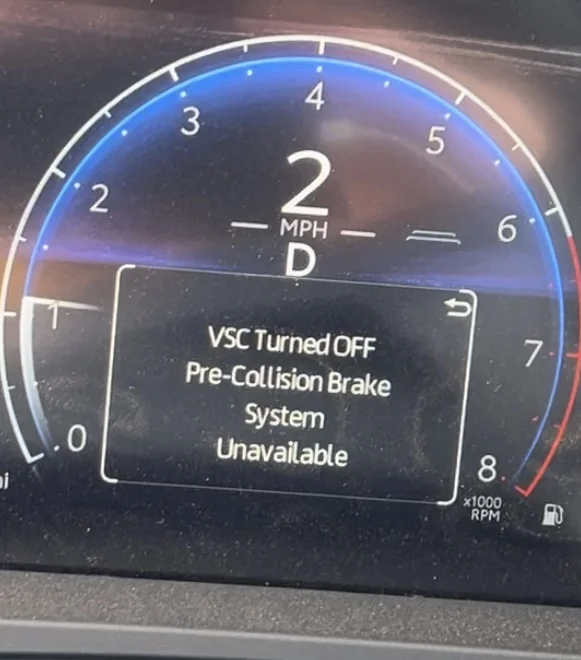 4
3
5
2
2
6
MPH
D
1
VSC Turned OFF
Pre-Collision Brake
System
Unavailable
7
0
8
x1000
RPM